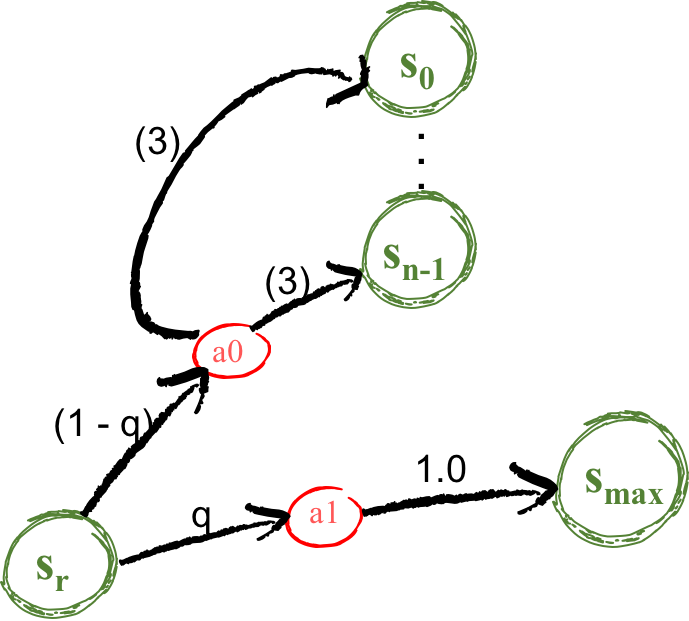 s0
(3)
sn-1
(3)
a0
(1 - q)
1.0
smax
a1
q
sr